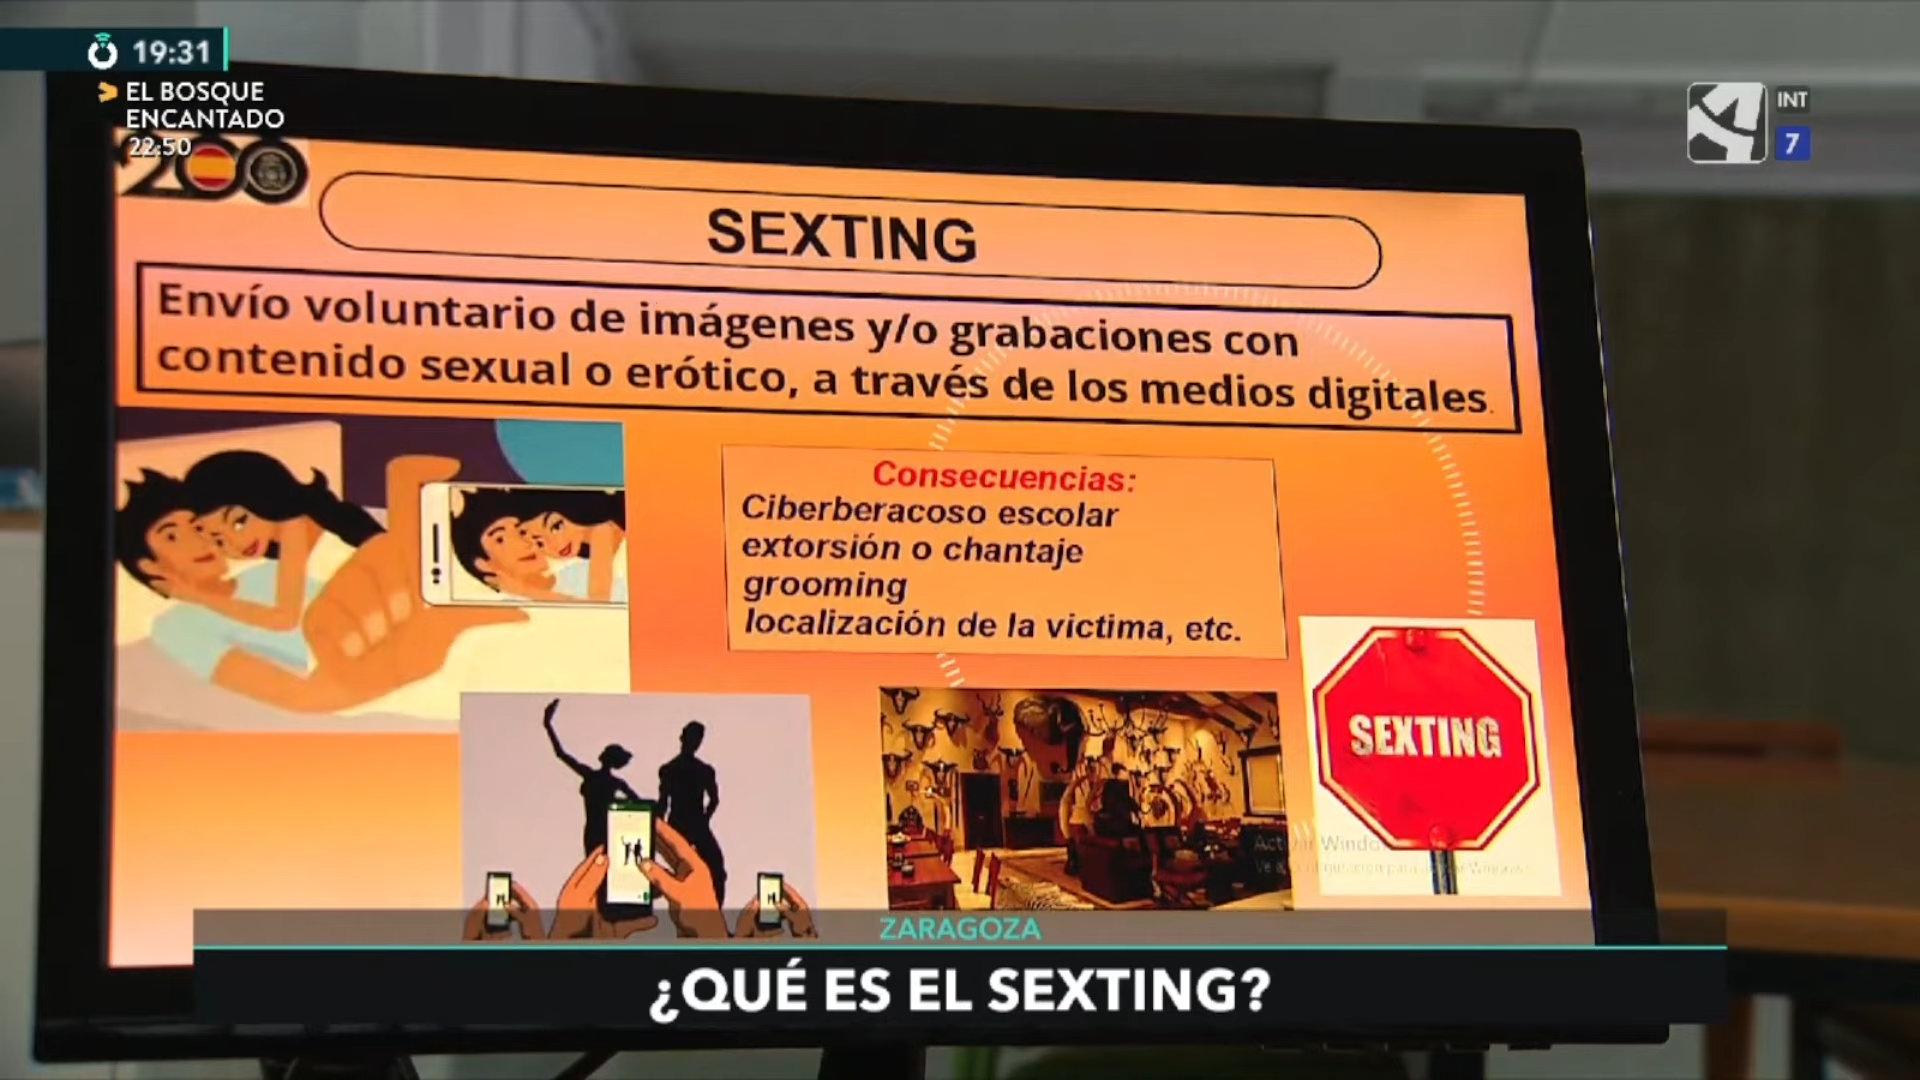 19:31
EL BOSQUE
ENCANTADO
22:50
INT
7
200
SEXTING
Envío voluntario de imágenes y/o grabaciones con
contenido sexual o erótico, a través de los medios digitales.
Consecuencias:
Ciberberacoso escolar
extorsión o chantaje
grooming
localización de la victima, etc.
SEXTING
ZARAGOZA
¿QUÉ ES EL SEXTING?